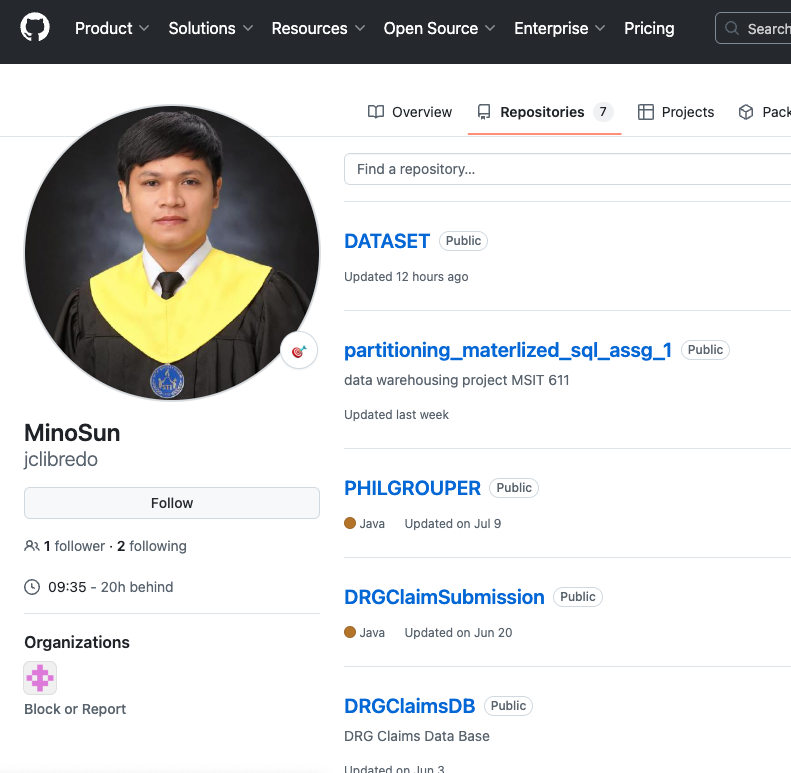 Product Solutions Resources Open Source Enterprise Pricing Search
Overview Repositories 7 Projects Pack
Find a repository...
DATASET Public
Updated 12 hours ago
partitioning_materlized_sql_assg_1 Public
data warehousing project MSIT 611
Updated last week
MinoSun
jclibredo
Follow
1 follower · 2 following
09:35 - 20h behind
Organizations
Block or Report
PHILGROUPER Public
Java Updated on Jul 9
DRGClaimSubmission Public
Java Updated on Jun 20
DRGClaimsDB Public
DRG Claims Data Base
Updated on Jun 3